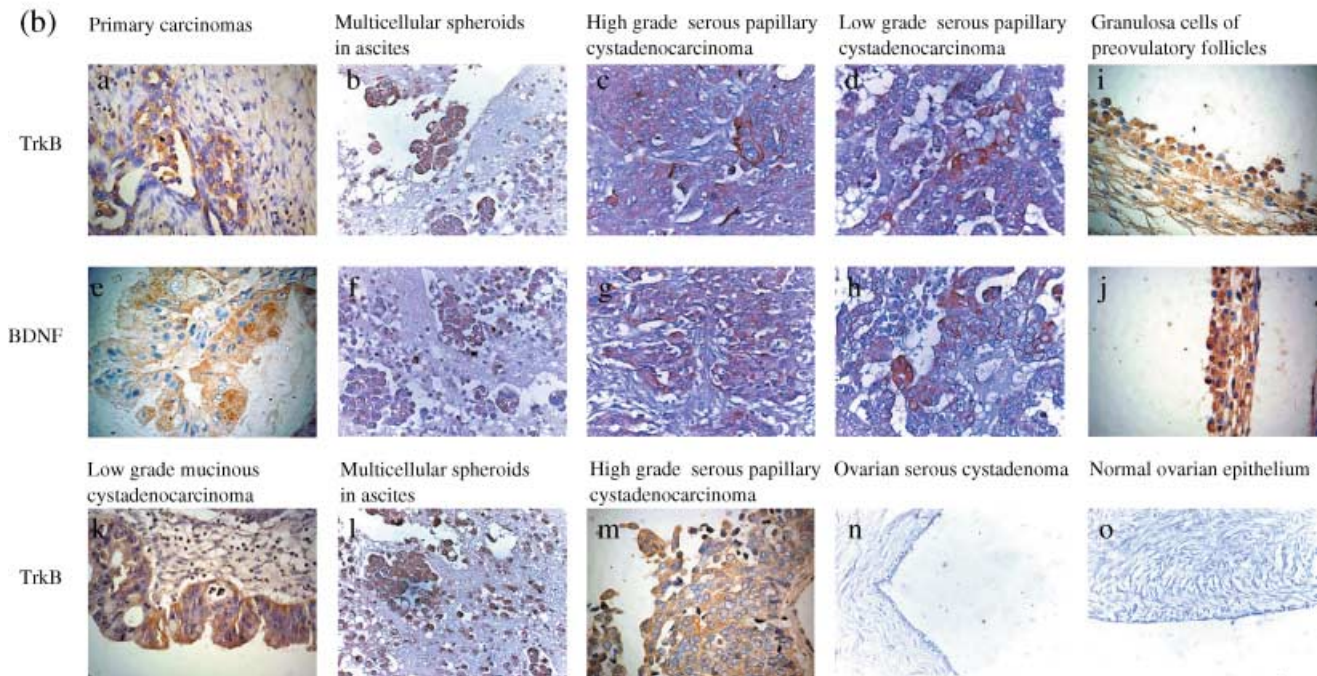 (b)
Primary carcinomas
Multicellular spheroids
in ascites
High grade serous papillary
cystadenocarcinoma
Low grade serous papillary
cystadenocarcinoma
Granulosa cells of
preovulatory follicles
TrkB
a
b
c
d
i
BDNF
e
f
g
h
j
Low grade mucinous
cystadenocarcinoma
Multicellular spheroids
in ascites
High grade serous papillary
cystadenocarcinoma
Ovarian serous cystadenoma
Normal ovarian epithelium
TrkB
k
l
m
n
o